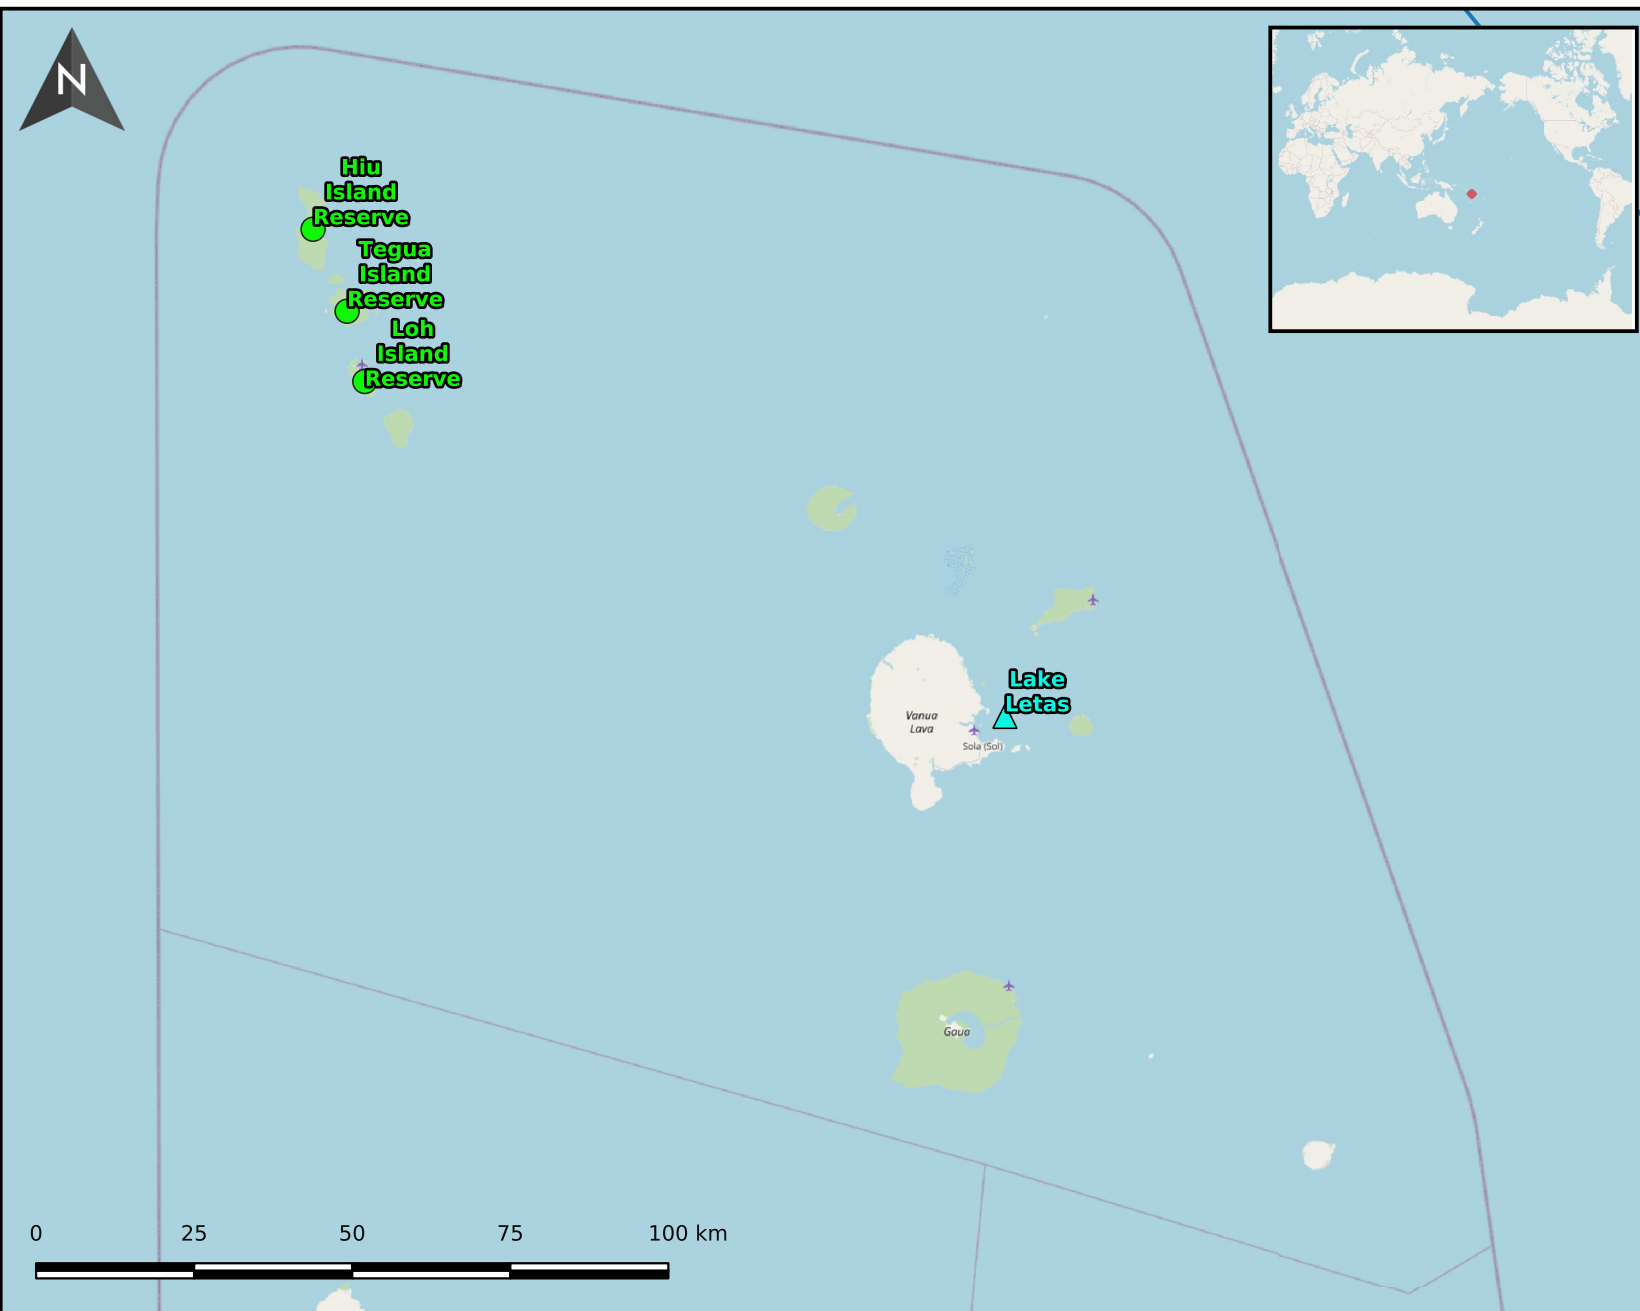 N
Hiu
Island
Reserve
Tegua
Island
Reserve
Loh
Island
Reserve
Lake
Letas
Vanua
Lava
Sola (Sol)
Gaua
0 25 50 75 100 km